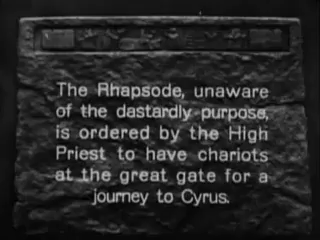 The Rhapsode, unaware
of the dastardly purpose,
is ordered by the High
Priest to have chariots
at the great gate for a
journey to Cyrus.